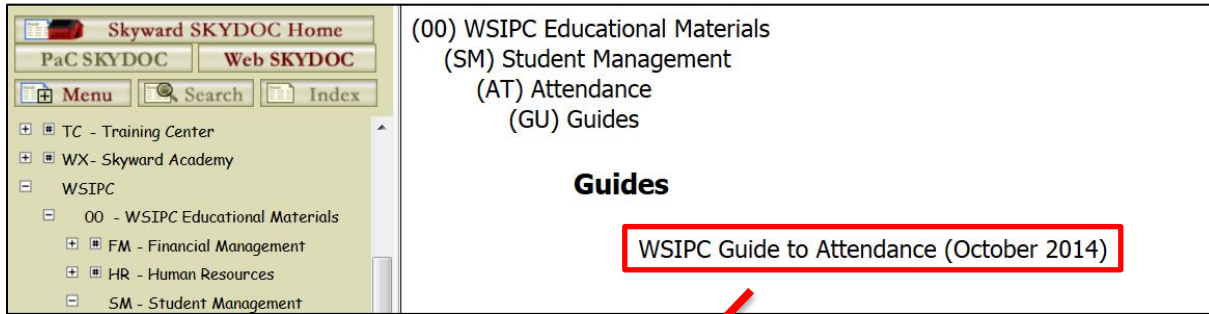 Skyward SKYDOC Home
PaC SKYDOC
Web SKYDOC
Menu
Search
Index
TC - Training Center
WX- Skyward Academy
WSIPC
00 - WSIPC Educational Materials
FM - Financial Management
HR - Human Resources
SM - Student Management
(00) WSIPC Educational Materials
(SM) Student Management
(AT) Attendance
(GU) Guides
Guides
WSIPC Guide to Attendance (October 2014)